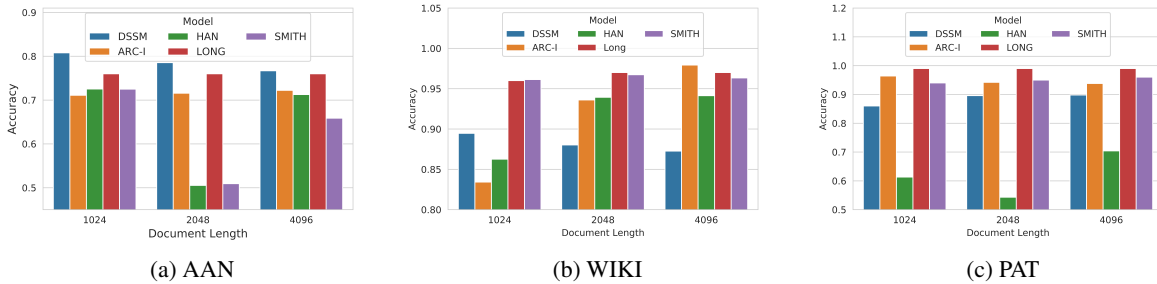 0.9
0.8
0.7
0.6
0.5
Accuracy
Model
DSSM HAN SMITH
ARC-I LONG
1024 2048 4096
Document Length
(a) AAN
1.05
1.00
0.95
0.90
0.85
0.80
Accuracy
Model
DSSM HAN SMITH
ARC-I Long
1024 2048 4096
Document Length
(b) WIKI
1.3
1.2
1.1
1.0
0.9
0.8
0.7
0.6
0.5
Accuracy
Model
DSSM HAN SMITH
ARC-I LONG
1024 2048 4096
Document Length
(c) PAT